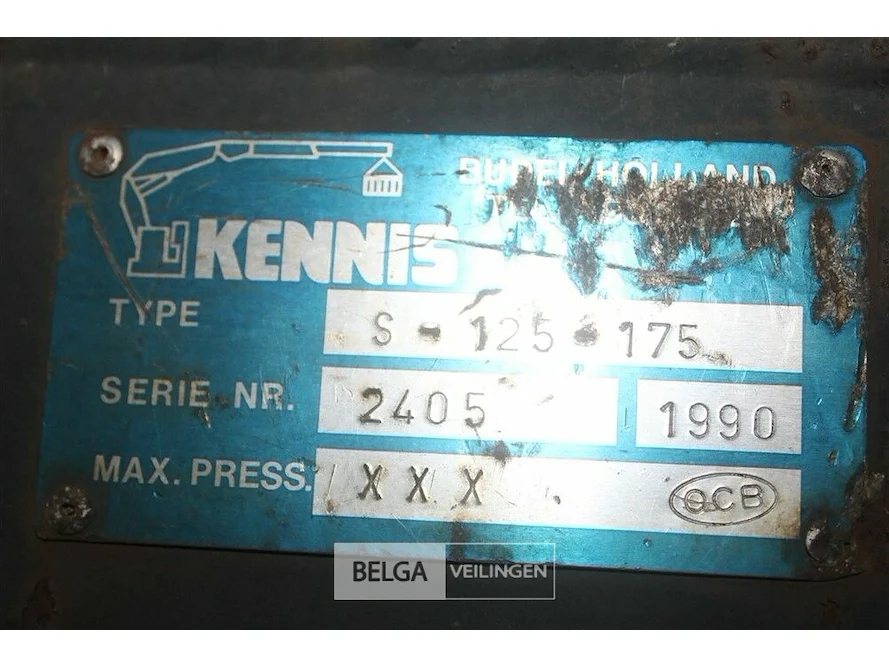 BUDEL HOLLAND
KENNIS
TYPE S - 125 - 175
SERIE.NR. 2405 1990
MAX. PRESS. X X X OCB
BELGA VEILINGEN